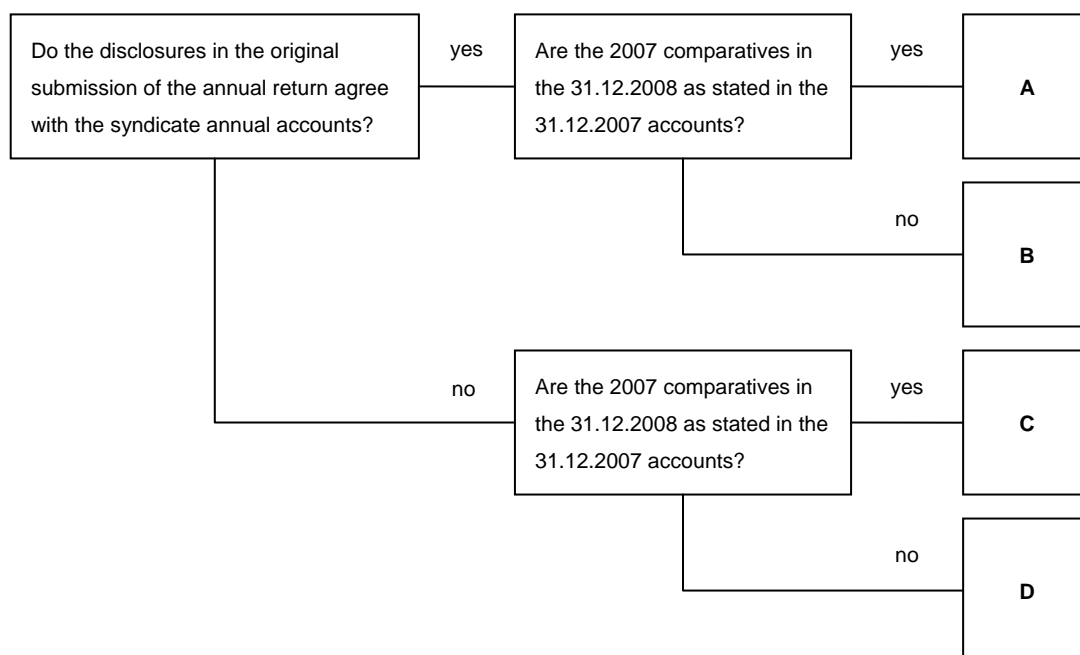 Do the disclosures in the original
submission of the annual return agree
with the syndicate annual accounts?
yes
Are the 2007 comparatives in
the 31.12.2008 as stated in the
31.12.2007 accounts?
yes
A
no
B
no
Are the 2007 comparatives in
the 31.12.2008 as stated in the
31.12.2007 accounts?
yes
C
no
D